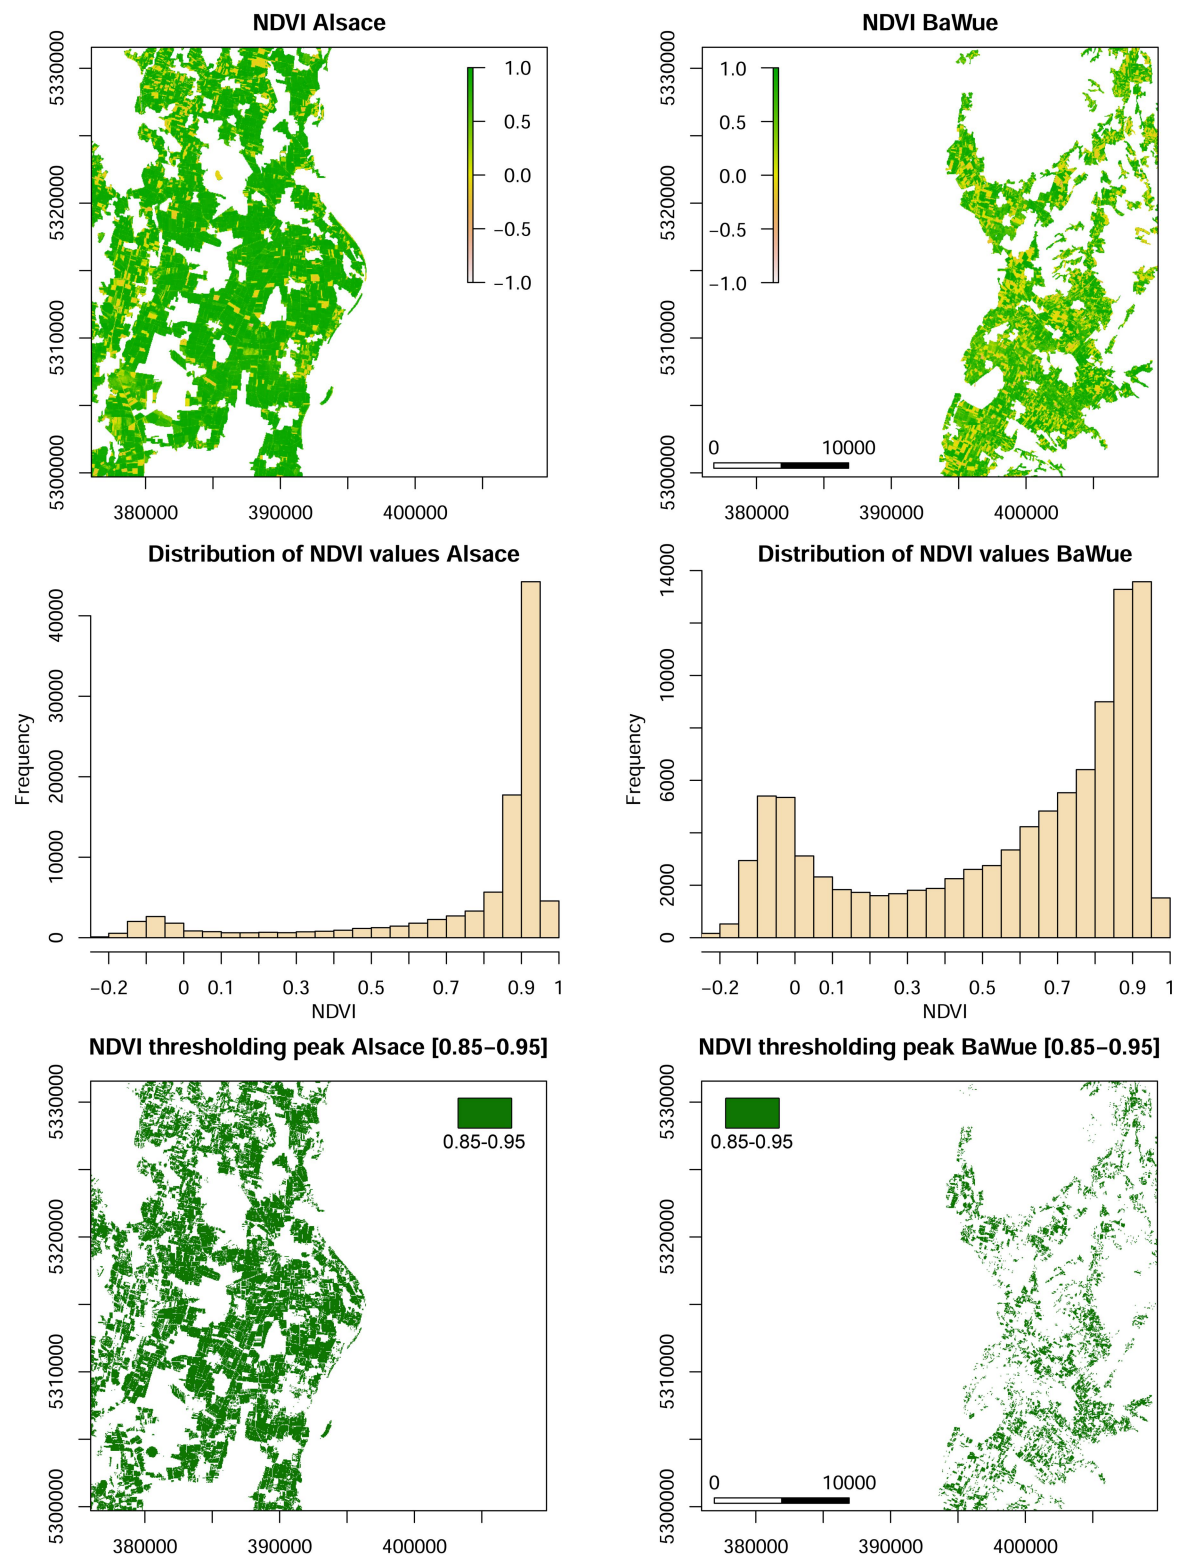 NDVI Alsace
NDVI BaWue
5300000 5310000 5320000 5330000
1.0
0.5
0.0
−0.5
−1.0
380000 390000 400000
5300000 5310000 5320000 5330000
1.0
0.5
0.0
−0.5
−1.0
0 10000
380000 390000 400000
Distribution of NDVI values Alsace
Distribution of NDVI values BaWue
Frequency
0 10000 20000 30000 40000
−0.2 0 0.1 0.3 0.5 0.7 0.9 1
NDVI
Frequency
0 2000 6000 10000 14000
−0.2 0 0.1 0.3 0.5 0.7 0.9 1
NDVI
NDVI thresholding peak Alsace [0.85−0.95]
NDVI thresholding peak BaWue [0.85−0.95]
5300000 5310000 5320000 5330000
0.85-0.95
380000 390000 400000
5300000 5310000 5320000 5330000
0.85-0.95
0 10000
380000 390000 400000